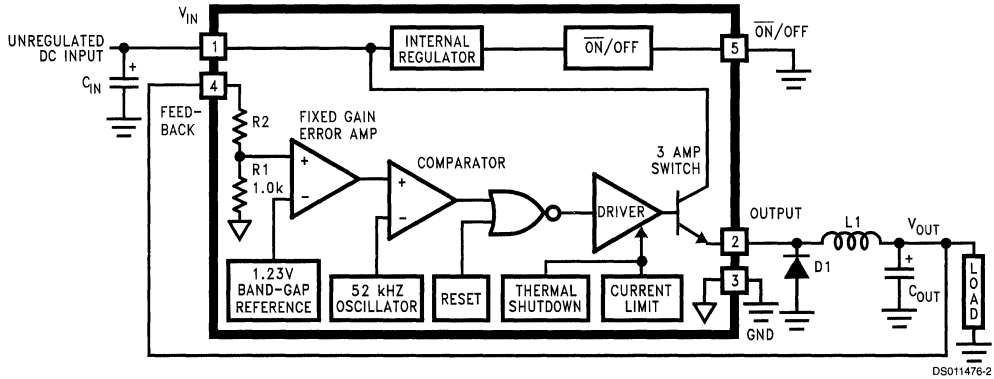 V_IN
UNREGULATED
DC INPUT
+
C_IN
1
INTERNAL
REGULATOR
ON/OFF
5
ON/OFF
4
FEED-
BACK
R2
R1
1.0k
FIXED GAIN
ERROR AMP
+
−
COMPARATOR
+
−
DRIVER
3 AMP
SWITCH
OUTPUT
2
L1
V_OUT
D1
+
C_OUT
LOAD
3
GND
1.23V
BAND-GAP
REFERENCE
52 kHZ
OSCILLATOR
RESET
THERMAL
SHUTDOWN
CURRENT
LIMIT
DS011476-2